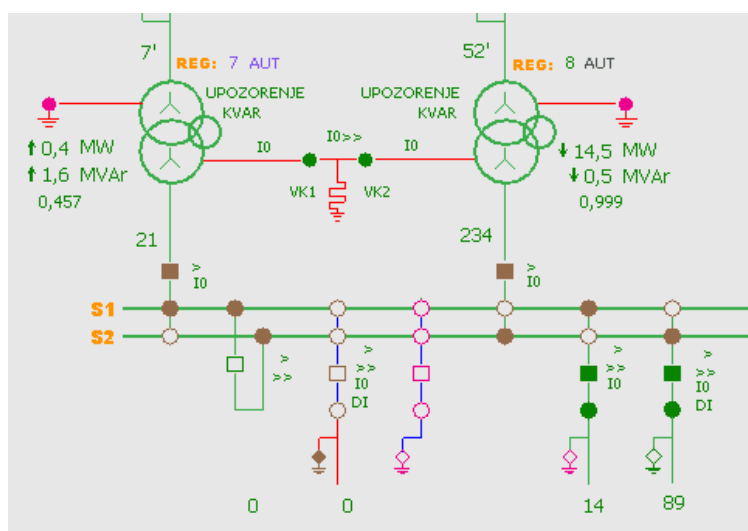 7' 52'
REG: 7 AUT REG: 8 AUT
UPOZORENJE UPOZORENJE
KVAR KVAR
I0 I0>> I0
0,4 MW 14,5 MW
1,6 MVAr 0,5 MVAr
VK1 VK2
0,457 0,999
21 234
> >
I0 I0
S1
S2
> > > >
>> >> >> >>
I0 I0 I0
DI DI
0 0 14 89